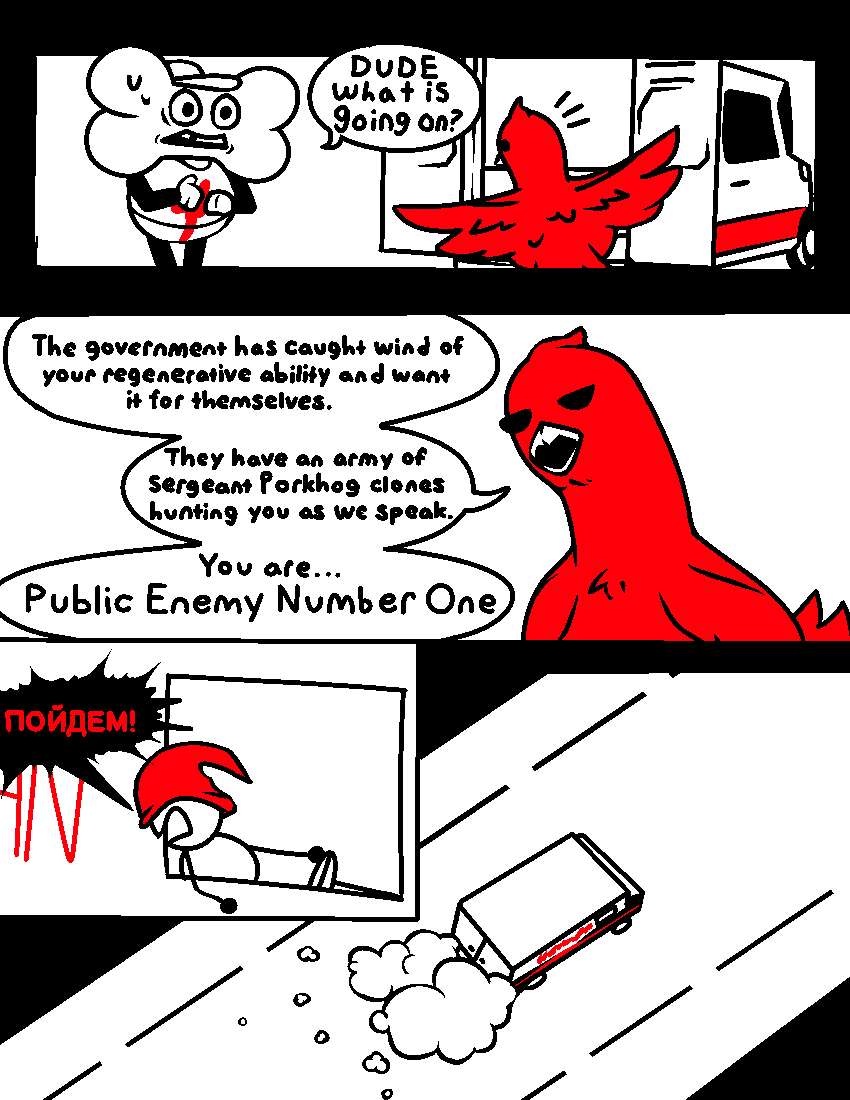 DUDE
what is
going on?
The government has caught wind of
your regenerative ability and want
it for themselves.
They have an army of
Sergeant Porkhog clones
hunting you as we speak.
You are...
Public Enemy Number One
ПОЙДЕМ!